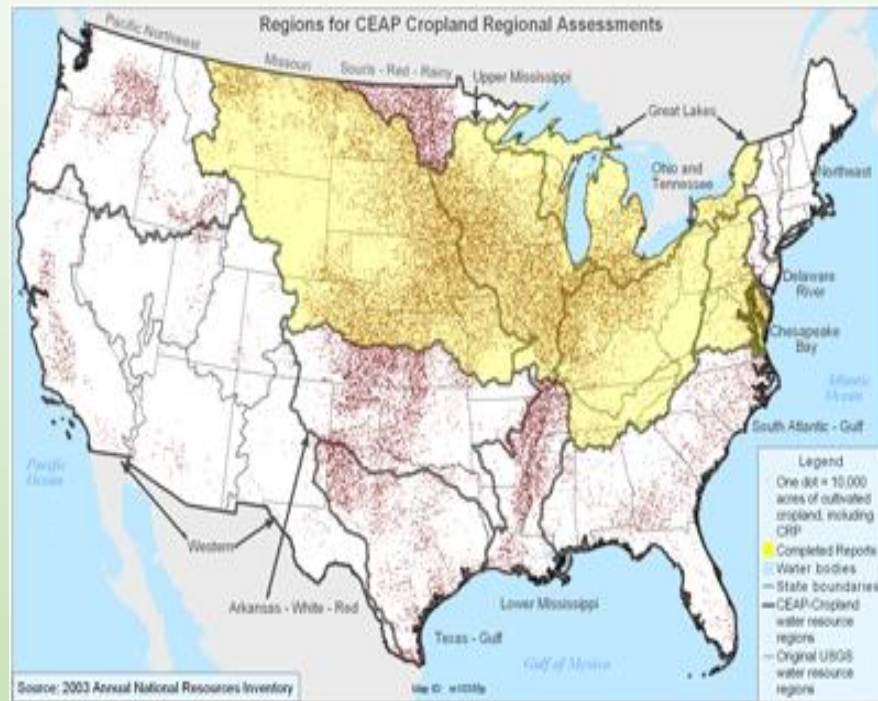 Regions for CEAP Cropland Regional Assessments
Pacific Northwest
Missouri
Souris - Red - Rainy
Upper Mississippi
Great Lakes
Ohio and
Tennessee
Northeast
Delaware
River
Chesapeake
Bay
Atlantic
Ocean
South Atlantic - Gulf
Pacific
Ocean
Western
Arkansas - White - Red
Lower Mississippi
Texas - Gulf
Gulf of Mexico
Legend
One dot = 10,000
acres of cultivated
cropland, including
CRP
Completed Reports
Water bodies
State boundaries
CEAP-Cropland
water resource
regions
Original USGS
water resource
regions
Source: 2003 Annual National Resources Inventory
Map ID: